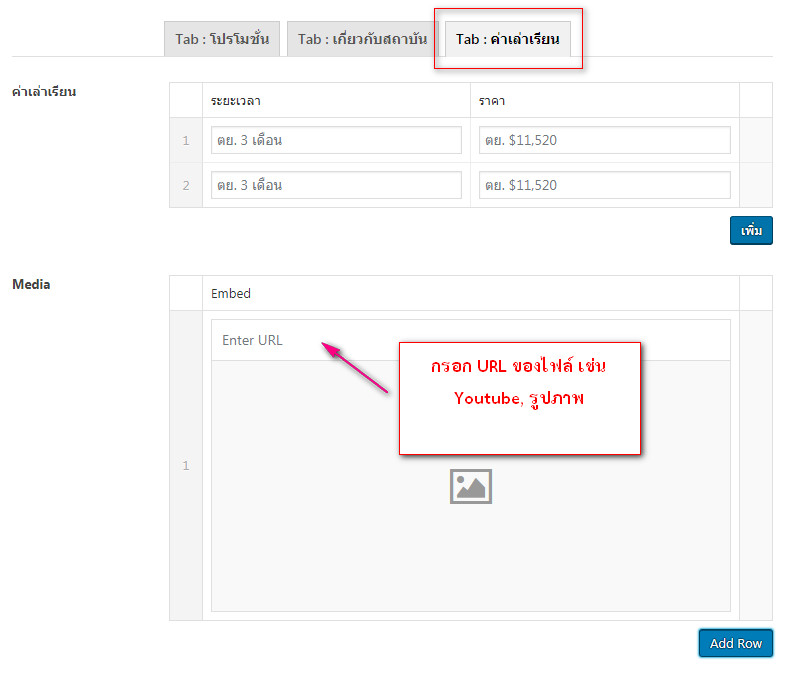 Tab : โปรโมชั่น
Tab : เกี่ยวกับสถาบัน
Tab : ค่าเล่าเรียน
ค่าเล่าเรียน
ระยะเวลา
ราคา
1
ตย. 3 เดือน
ตย. $11,520
2
ตย. 3 เดือน
ตย. $11,520
เพิ่ม
Media
Embed
Enter URL
กรอก URL ของไฟล์ เช่น
Youtube, รูปภาพ
1
Add Row